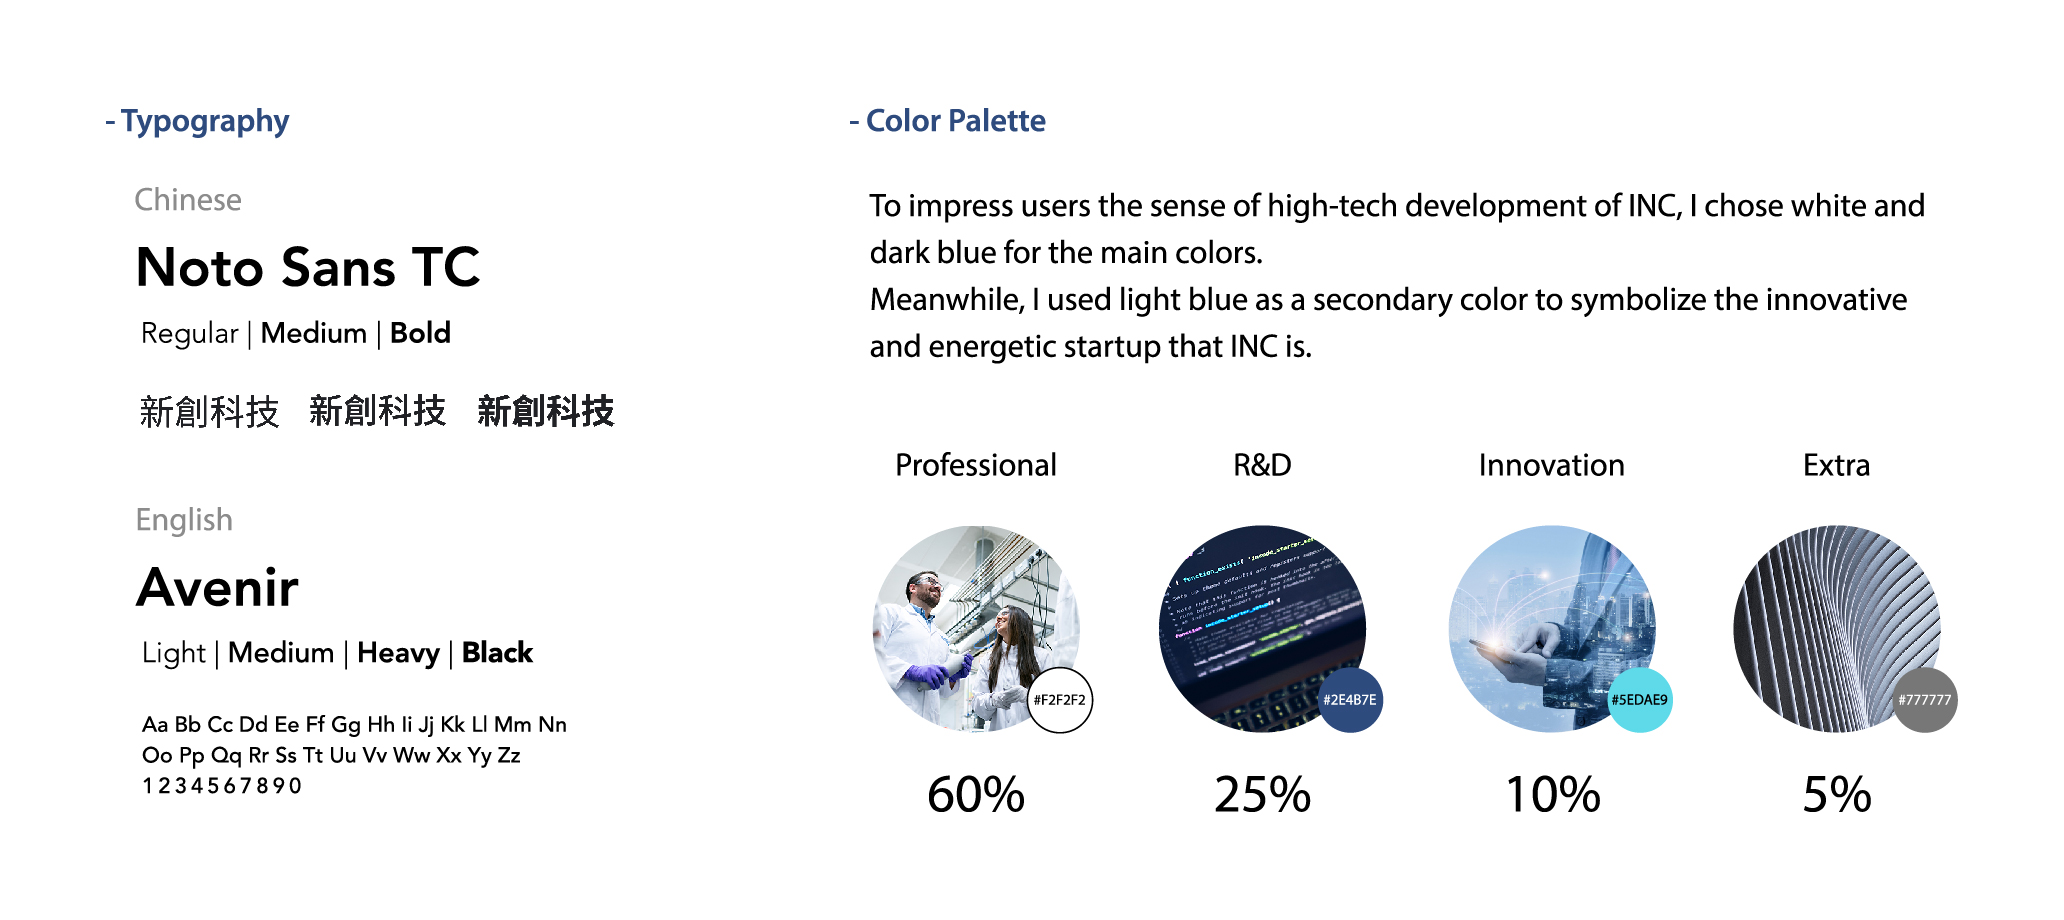 - Typography
Chinese
Noto Sans TC
Regular | Medium | Bold
新創科技 新創科技 新創科技
English
Avenir
Light | Medium | Heavy | Black
Aa Bb Cc Dd Ee Ff Gg Hh Ii Jj Kk Ll Mm Nn
Oo Pp Qq Rr Ss Tt Uu Vv Ww Xx Yy Zz
1 2 3 4 5 6 7 8 9 0
- Color Palette
To impress users the sense of high-tech development of INC, I chose white and
dark blue for the main colors.
Meanwhile, I used light blue as a secondary color to symbolize the innovative
and energetic startup that INC is.
Professional
#F2F2F2
60%
R&D
#2E4B7E
25%
Innovation
#5EDAE9
10%
Extra
#777777
5%